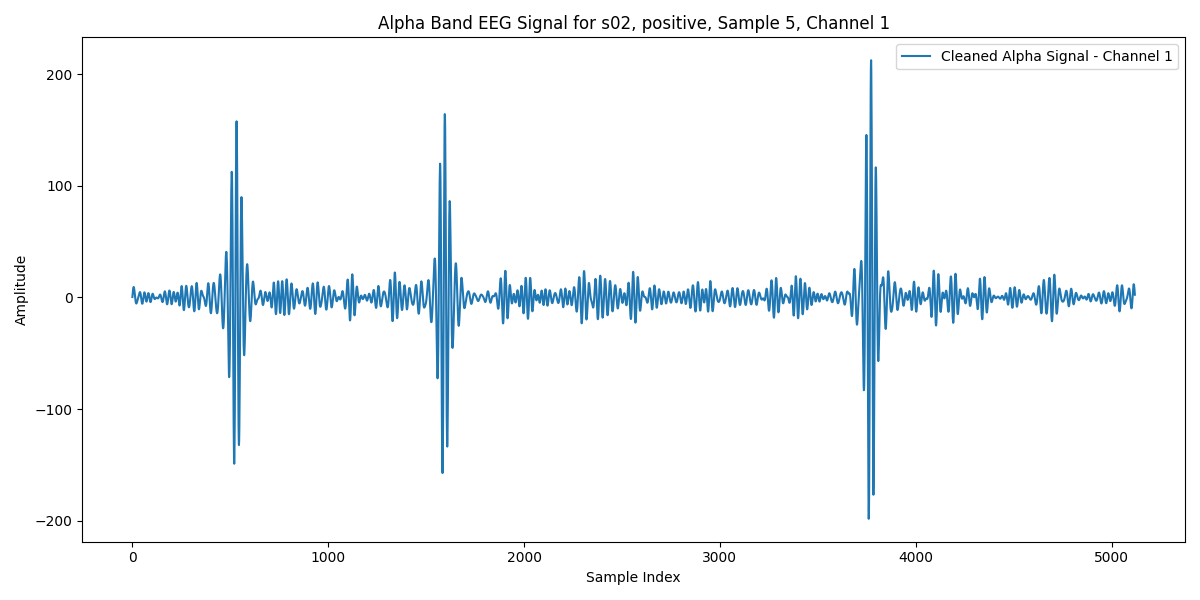 Alpha Band EEG Signal for s02, positive, Sample 5, Channel 1
Cleaned Alpha Signal - Channel 1
200
100
0
−100
−200
Amplitude
0 1000 2000 3000 4000 5000
Sample Index